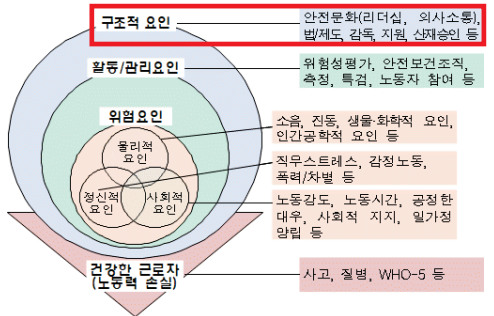 구조적 요인
안전문화(리더십, 의사소통),
법/제도, 감독, 지원, 산재승인 등
활동/관리요인
위험성평가, 안전보건조직,
측정, 특검, 노동자 참여 등
위험요인
물리적
요인
정신적
요인
사회적
요인
소음, 진동, 생물·화학적 요인,
인간공학적 요인 등
직무스트레스, 감정노동,
폭력/차별 등
노동강도, 노동시간, 공정한
대우, 사회적 지지, 일가정
양립 등
건강한 근로자
(노동력 손실)
사고, 질병, WHO-5 등